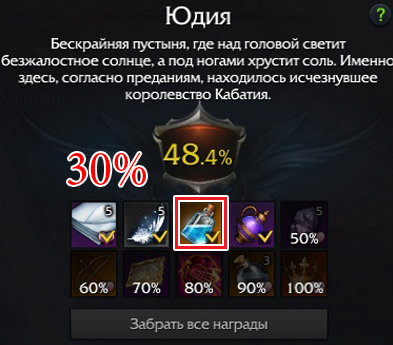 Юдия
?
Бескрайняя пустыня, где над головой светит
безжалостное солнце, а под ногами хрустит соль. Именно
здесь, согласно преданиям, находилось исчезнувшее
королевство Кабатия.
48.4%
30%
5 5 5
50%
3
60% 70% 80% 90% 100%
Забрать все награды